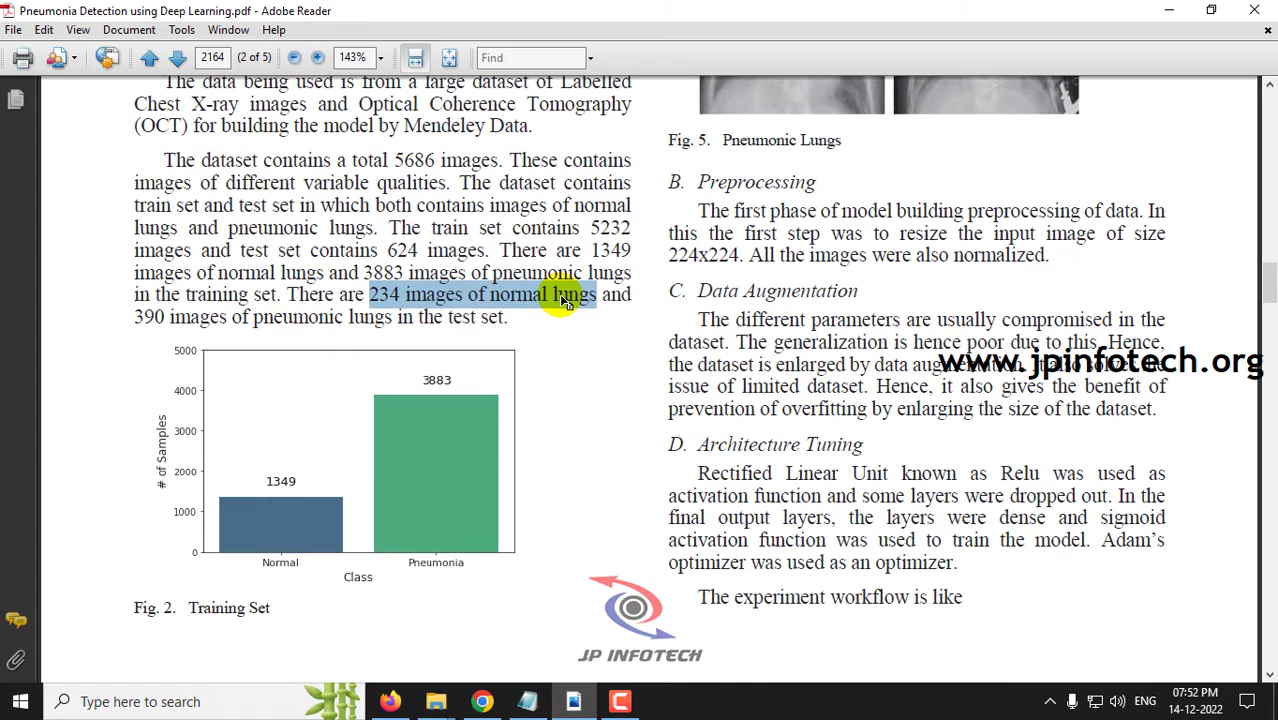 Pneumonia Detection using Deep Learning.pdf - Adobe Reader
File Edit View Document Tools Window Help
2164 (2 of 5) 143% Find
The data being used is from a large dataset of Labelled
Chest X-ray images and Optical Coherence Tomography
(OCT) for building the model by Mendeley Data.
The dataset contains a total 5686 images. These contains
images of different variable qualities. The dataset contains
train set and test set in which both contains images of normal
lungs and pneumonic lungs. The train set contains 5232
images and test set contains 624 images. There are 1349
images of normal lungs and 3883 images of pneumonic lungs
in the training set. There are 234 images of normal lungs and
390 images of pneumonic lungs in the test set.
5000
4000
3000
2000
1000
0
# of Samples
1349
3883
Normal
Pneumonia
Class
Fig. 2. Training Set
Fig. 5. Pneumonic Lungs
B. Preprocessing
The first phase of model building preprocessing of data. In
this the first step was to resize the input image of size
224x224. All the images were also normalized.
C. Data Augmentation
The different parameters are usually compromised in the
dataset. The generalization is hence poor due to this. Hence,
the dataset is enlarged by data augmentation. It also solves the
issue of limited dataset. Hence, it also gives the benefit of
prevention of overfitting by enlarging the size of the dataset.
www.jpinfotech.org
D. Architecture Tuning
Rectified Linear Unit known as Relu was used as
activation function and some layers were dropped out. In the
final output layers, the layers were dense and sigmoid
activation function was used to train the model. Adam's
optimizer was used as an optimizer.
The experiment workflow is like
JP INFOTECH
Type here to search
ENG
07:52 PM
14-12-2022